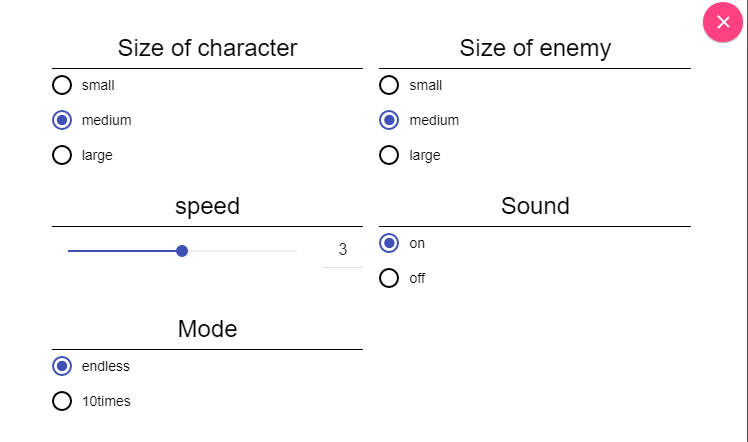 Size of character
small
medium
large
Size of enemy
small
medium
large
speed
3
Sound
on
off
Mode
endless
10times